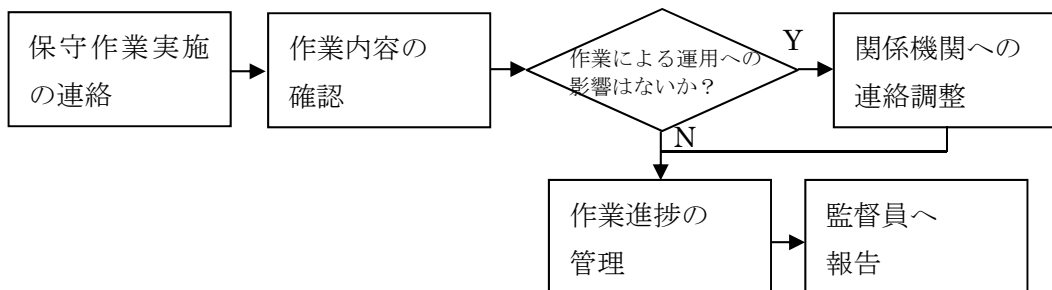 保守作業実施
の連絡
作業内容の
確認
作業による運用への
影響はないか？
Y
関係機関への
連絡調整
N
作業進捗の
管理
監督員へ
報告